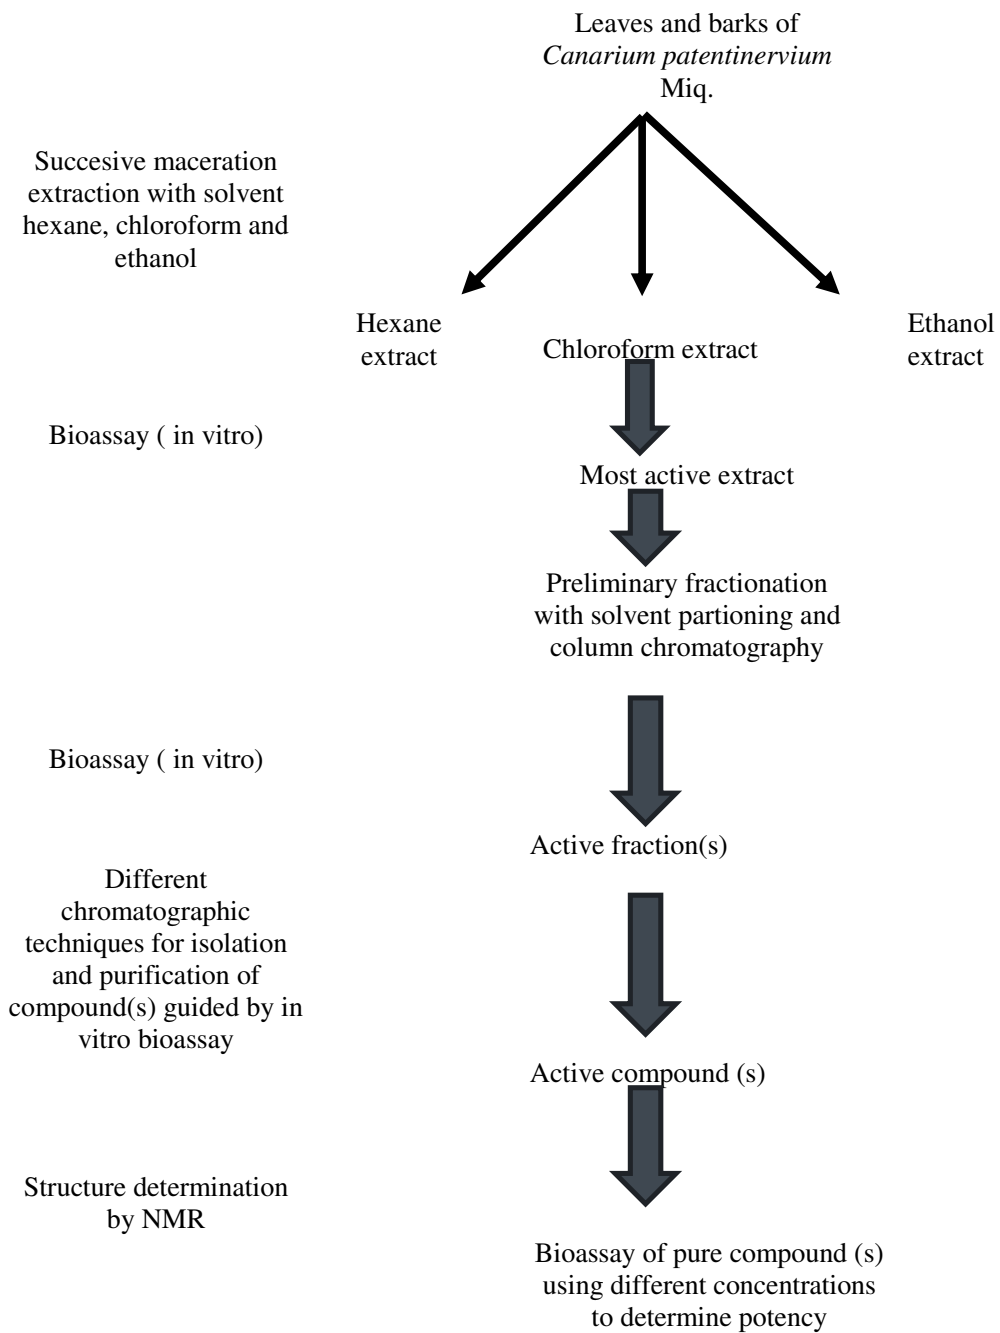 Leaves and barks of
Canarium patentinervium
Miq.
Succesive maceration
extraction with solvent
hexane, chloroform and
ethanol
Hexane
extract
Chloroform extract
Ethanol
extract
Bioassay ( in vitro)
Most active extract
Preliminary fractionation
with solvent partioning and
column chromatography
Bioassay ( in vitro)
Active fraction(s)
Different
chromatographic
techniques for isolation
and purification of
compound(s) guided by in
vitro bioassay
Active compound (s)
Structure determination
by NMR
Bioassay of pure compound (s)
using different concentrations
to determine potency